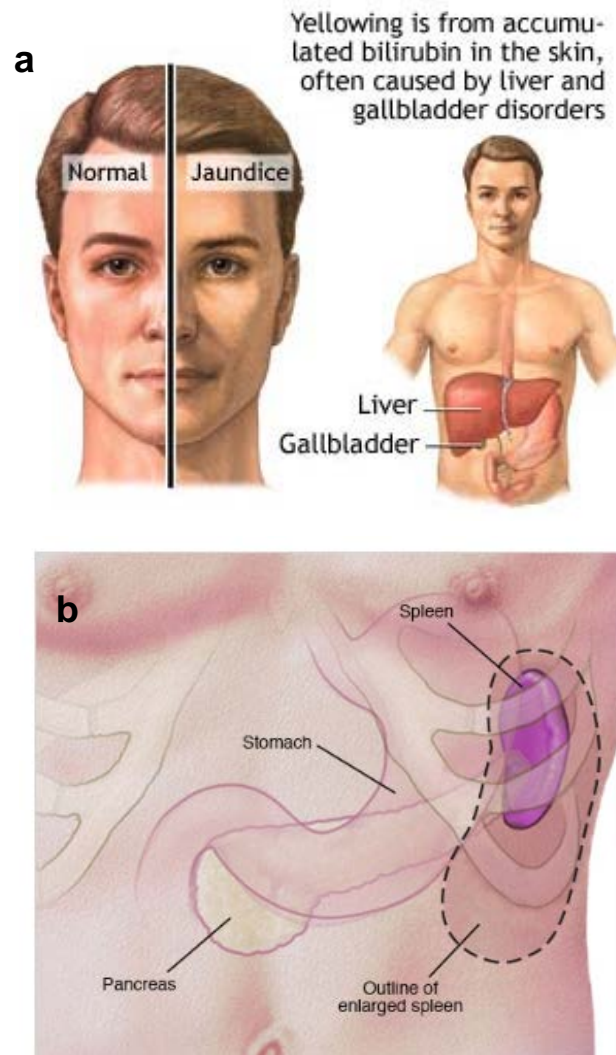 Yellowing is from accumu-
lated bilirubin in the skin,
often caused by liver and
gallbladder disorders
a
Normal
Jaundice
Liver
Gallbladder
b
Spleen
Stomach
Pancreas
Outline of
enlarged spleen